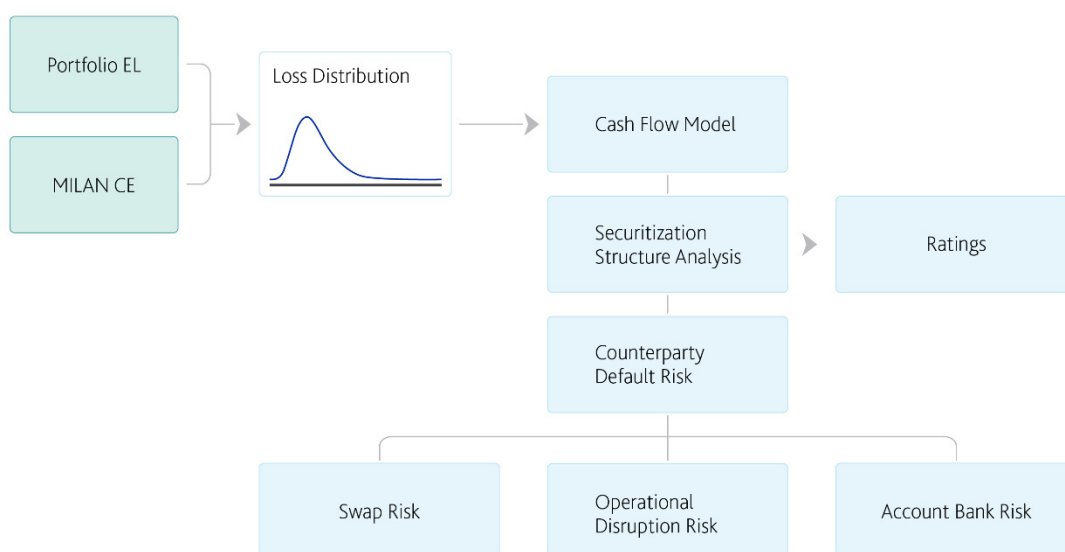 Portfolio EL
MILAN CE
Loss Distribution
Cash Flow Model
Securitization
Structure Analysis
Ratings
Counterparty
Default Risk
Swap Risk
Operational
Disruption Risk
Account Bank Risk